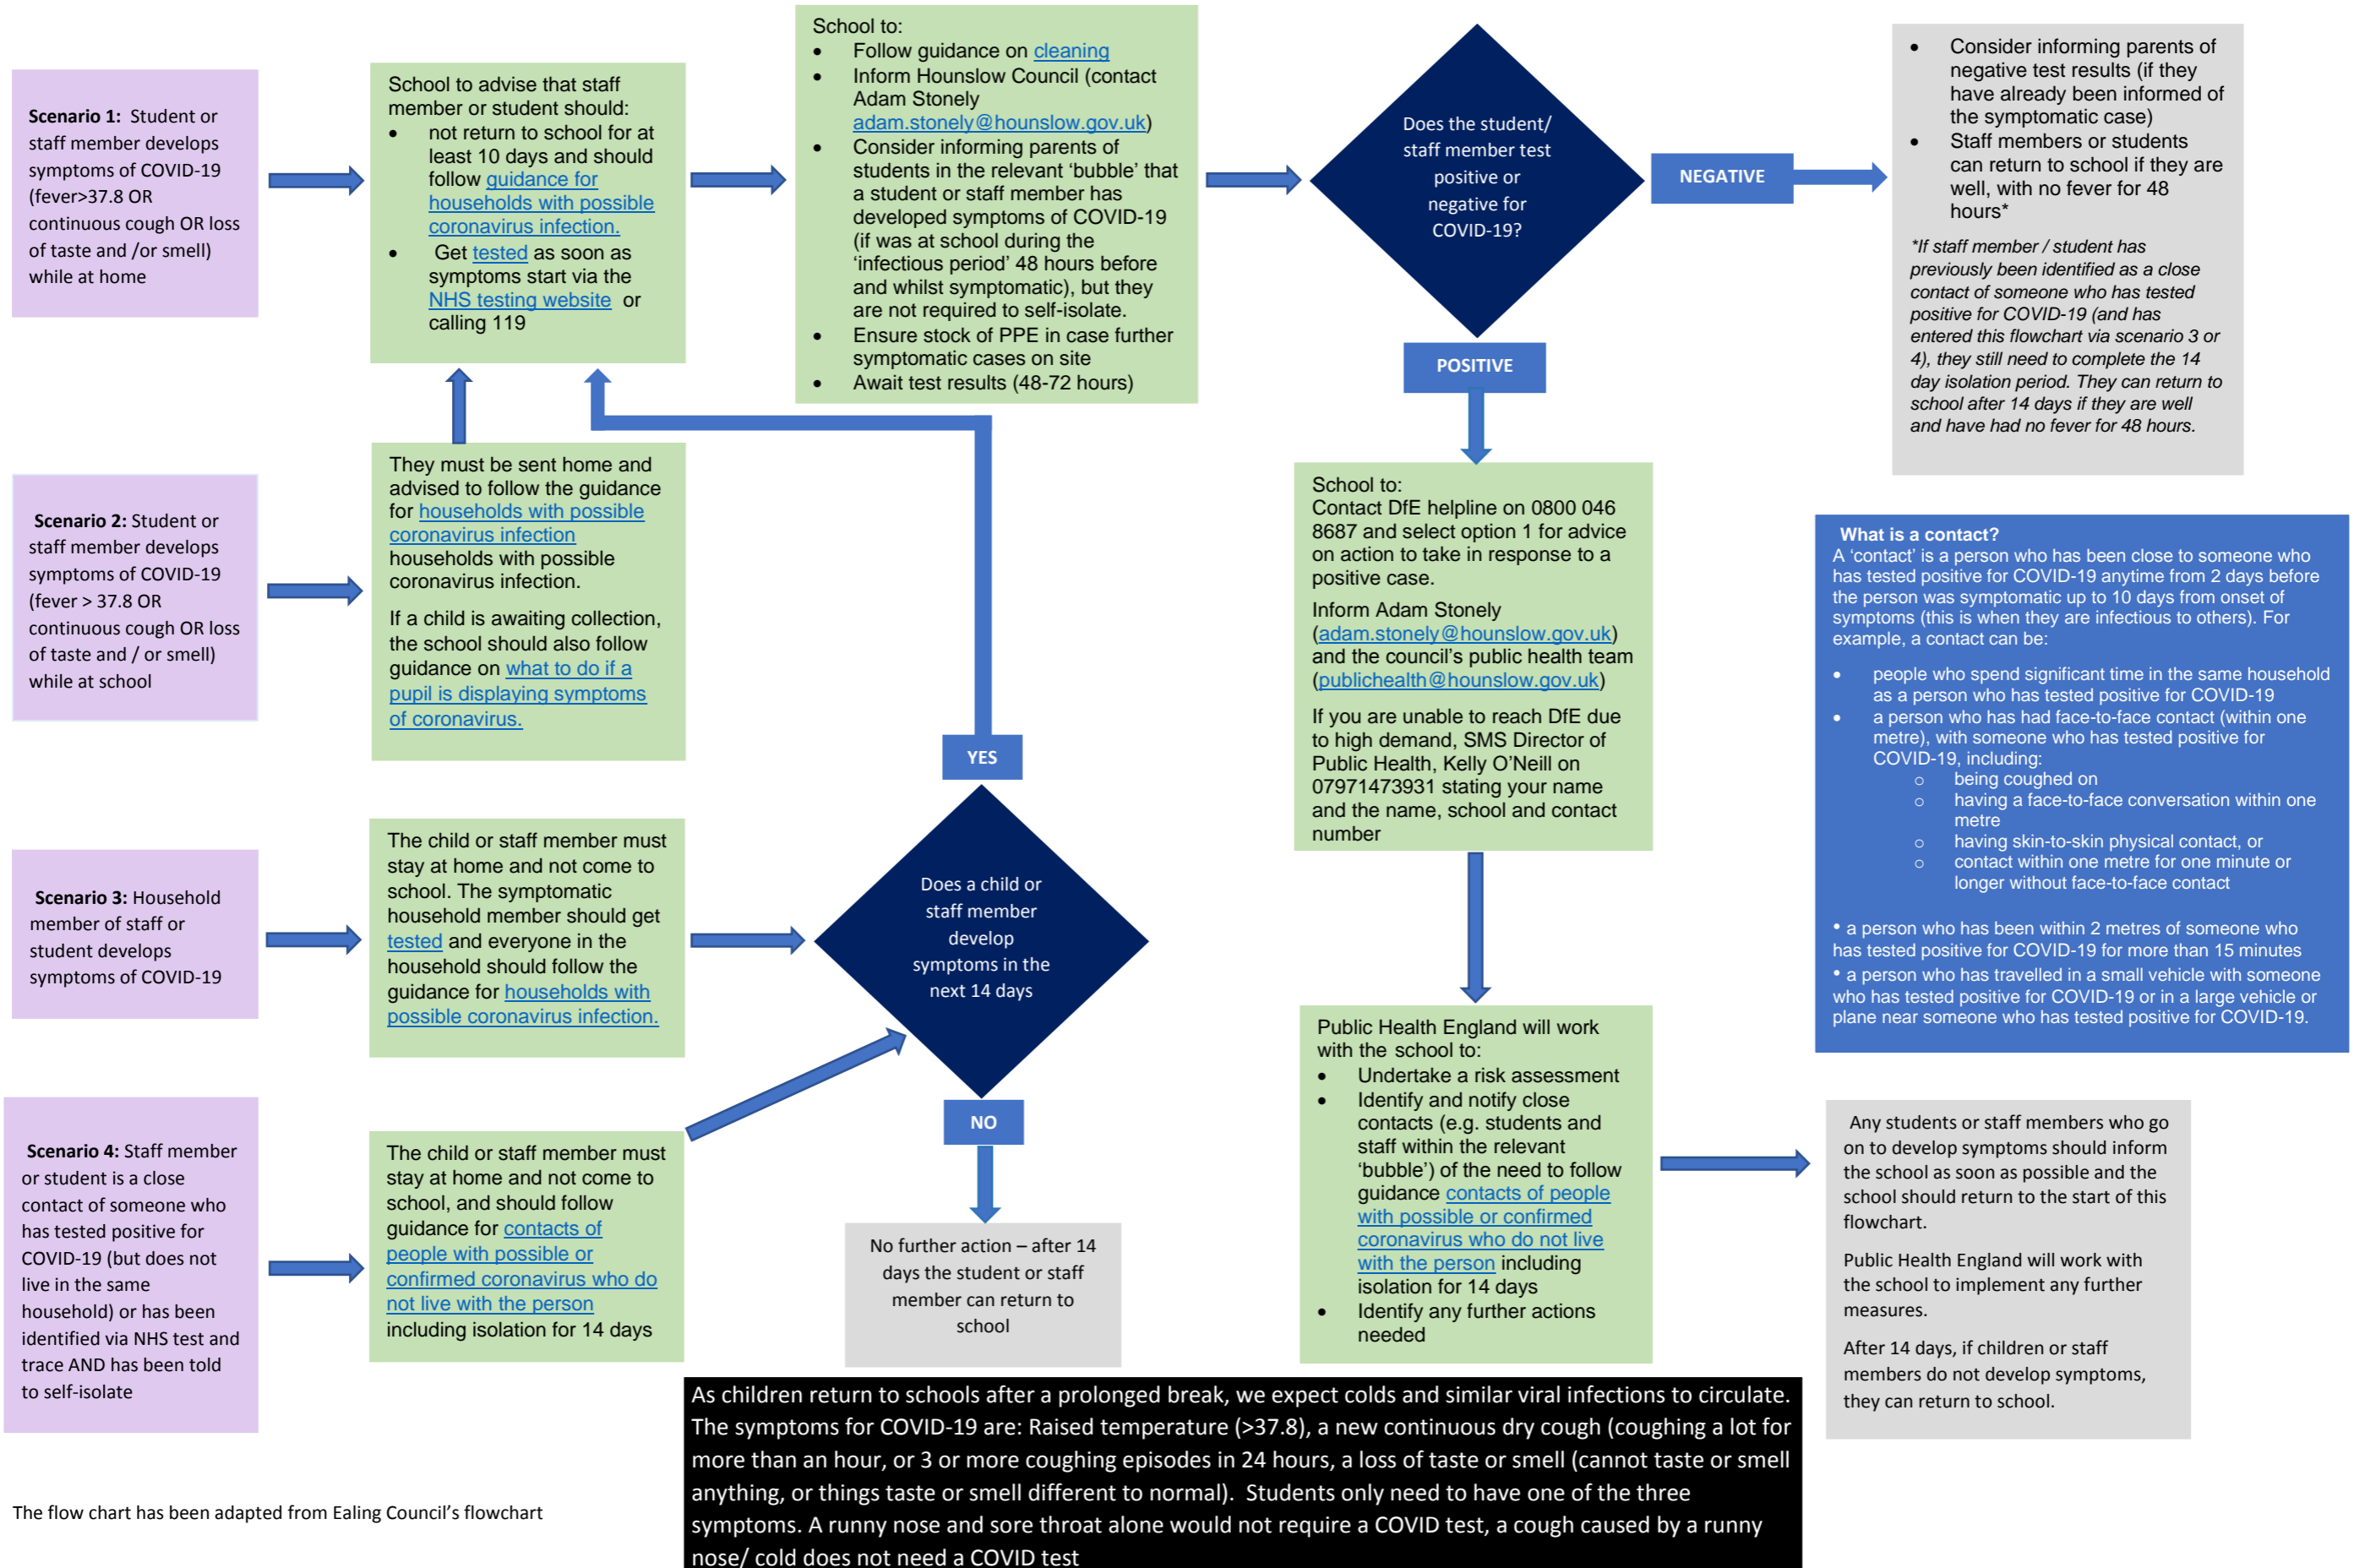 Scenario 1: Student or
staff member develops
symptoms of COVID-19
(fever>37.8 OR
continuous cough OR loss
of taste and /or smell)
while at home
School to advise that staff
member or student should:
• not return to school for at
least 10 days and should
follow guidance for
households with possible
coronavirus infection.
• Get tested as soon as
symptoms start via the
NHS testing website or
calling 119
School to:
• Follow guidance on cleaning
• Inform Hounslow Council (contact
Adam Stonely
adam.stonely@hounslow.gov.uk)
• Consider informing parents of
students in the relevant ‘bubble’ that
a student or staff member has
developed symptoms of COVID-19
(if was at school during the
‘infectious period’ 48 hours before
and whilst symptomatic), but they
are not required to self-isolate.
• Ensure stock of PPE in case further
symptomatic cases on site
• Await test results (48-72 hours)
Does the student/
staff member test
positive or
negative for
COVID-19?
NEGATIVE
• Consider informing parents of
negative test results (if they
have already been informed of
the symptomatic case)
• Staff members or students
can return to school if they are
well, with no fever for 48
hours*
*If staff member / student has
previously been identified as a close
contact of someone who has tested
positive for COVID-19 (and has
entered this flowchart via scenario 3 or
4), they still need to complete the 14
day isolation period. They can return to
school after 14 days if they are well
and have had no fever for 48 hours.
POSITIVE
Scenario 2: Student or
staff member develops
symptoms of COVID-19
(fever > 37.8 OR
continuous cough OR loss
of taste and / or smell)
while at school
They must be sent home and
advised to follow the guidance
for households with possible
coronavirus infection
households with possible
coronavirus infection.
If a child is awaiting collection,
the school should also follow
guidance on what to do if a
pupil is displaying symptoms
of coronavirus.
YES
School to:
Contact DfE helpline on 0800 046
8687 and select option 1 for advice
on action to take in response to a
positive case.
Inform Adam Stonely
(adam.stonely@hounslow.gov.uk)
and the council’s public health team
(publichealth@hounslow.gov.uk)
If you are unable to reach DfE due
to high demand, SMS Director of
Public Health, Kelly O’Neill on
07971473931 stating your name
and the name, school and contact
number
What is a contact?
A ‘contact’ is a person who has been close to someone who
has tested positive for COVID-19 anytime from 2 days before
the person was symptomatic up to 10 days from onset of
symptoms (this is when they are infectious to others). For
example, a contact can be:
• people who spend significant time in the same household
as a person who has tested positive for COVID-19
• a person who has had face-to-face contact (within one
metre), with someone who has tested positive for
COVID-19, including:
o being coughed on
o having a face-to-face conversation within one
metre
o having skin-to-skin physical contact, or
o contact within one metre for one minute or
longer without face-to-face contact
• a person who has been within 2 metres of someone who
has tested positive for COVID-19 for more than 15 minutes
• a person who has travelled in a small vehicle with someone
who has tested positive for COVID-19 or in a large vehicle or
plane near someone who has tested positive for COVID-19.
Scenario 3: Household
member of staff or
student develops
symptoms of COVID-19
The child or staff member must
stay at home and not come to
school. The symptomatic
household member should get
tested and everyone in the
household should follow the
guidance for households with
possible coronavirus infection.
Does a child or
staff member
develop
symptoms in the
next 14 days
NO
Public Health England will work
with the school to:
• Undertake a risk assessment
• Identify and notify close
contacts (e.g. students and
staff within the relevant
‘bubble’) of the need to follow
guidance contacts of people
with possible or confirmed
coronavirus who do not live
with the person including
isolation for 14 days
• Identify any further actions
needed
Any students or staff members who go
on to develop symptoms should inform
the school as soon as possible and the
school should return to the start of this
flowchart.
Public Health England will work with
the school to implement any further
measures.
After 14 days, if children or staff
members do not develop symptoms,
they can return to school.
Scenario 4: Staff member
or student is a close
contact of someone who
has tested positive for
COVID-19 (but does not
live in the same
household) or has been
identified via NHS test and
trace AND has been told
to self-isolate
The child or staff member must
stay at home and not come to
school, and should follow
guidance for contacts of
people with possible or
confirmed coronavirus who do
not live with the person
including isolation for 14 days
No further action – after 14
days the student or staff
member can return to
school
As children return to schools after a prolonged break, we expect colds and similar viral infections to circulate.
The symptoms for COVID-19 are: Raised temperature (>37.8), a new continuous dry cough (coughing a lot for
more than an hour, or 3 or more coughing episodes in 24 hours, a loss of taste or smell (cannot taste or smell
anything, or things taste or smell different to normal). Students only need to have one of the three
symptoms. A runny nose and sore throat alone would not require a COVID test, a cough caused by a runny
nose/ cold does not need a COVID test
The flow chart has been adapted from Ealing Council’s flowchart